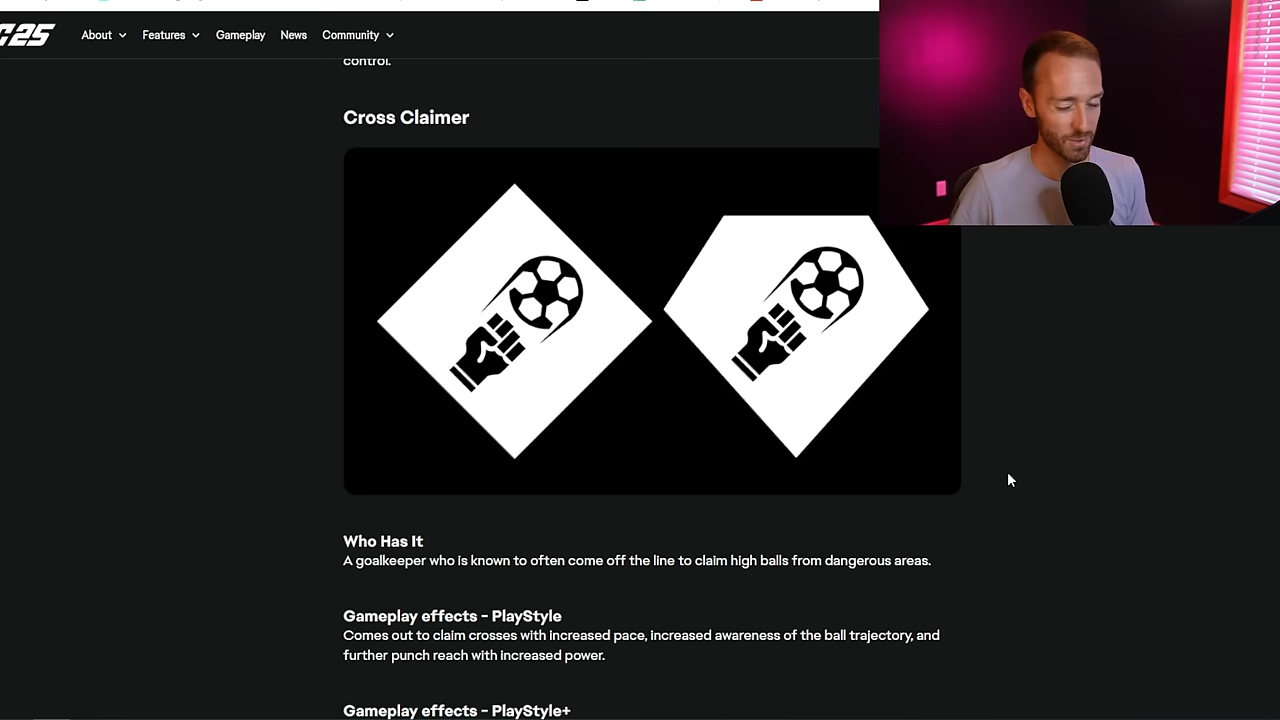 C25
About
Features
Gameplay
News
Community
control.
Cross Claimer
Who Has It
A goalkeeper who is known to often come off the line to claim high balls from dangerous areas.
Gameplay effects - PlayStyle
Comes out to claim crosses with increased pace, increased awareness of the ball trajectory, and
further punch reach with increased power.
Gameplay effects - PlayStyle+